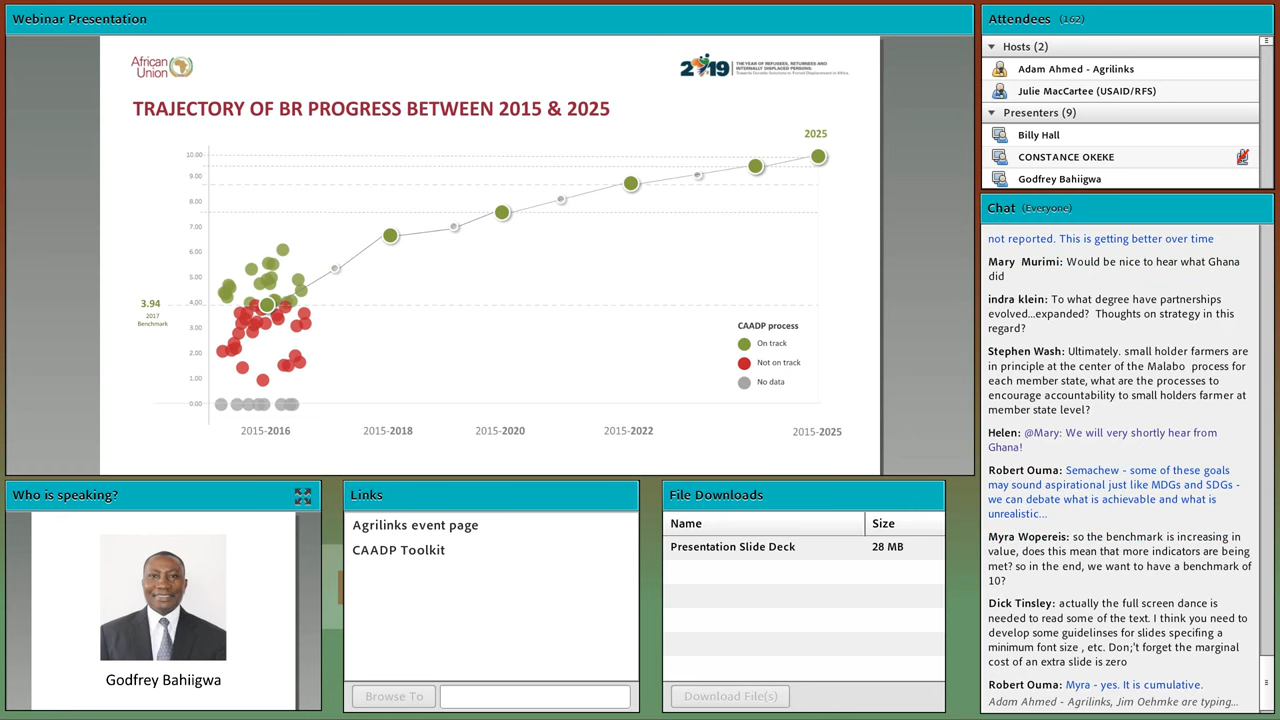 Webinar Presentation
African
Union
2019
THE YEAR OF REFUGEES, RETURNEES AND
INTERNALLY DISPLACED PERSONS:
Towards Durable Solutions to Forced Displacement in Africa.
TRAJECTORY OF BR PROGRESS BETWEEN 2015 & 2025
2025
10.00
9.00
8.00
7.00
6.00
5.00
4.00
3.94
2017
Benchmark
3.00
2.00
1.00
0.00
CAADP process
On track
Not on track
No data
2015-2016
2015-2018
2015-2020
2015-2022
2015-2025
Who is speaking?
Godfrey Bahiigwa
Links
Agrilinks event page
CAADP Toolkit
Browse To
File Downloads
Name Size
Presentation Slide Deck 28 MB
Download File(s)
Attendees (162)
Hosts (2)
Adam Ahmed - Agrilinks
Julie MacCartee (USAID/RFS)
Presenters (9)
Billy Hall
CONSTANCE OKEKE
Godfrey Bahiigwa
Chat (Everyone)
not reported. This is getting better over time
Mary Murimi: Would be nice to hear what Ghana
did
indra klein: To what degree have partnerships
evolved...expanded? Thoughts on strategy in this
regard?
Stephen Wash: Ultimately. small holder farmers are
in principle at the center of the Malabo process for
each member state, what are the processes to
encourage accountability to small holders farmer at
member state level?
Helen: @Mary: We will very shortly hear from
Ghana!
Robert Ouma: Semachew - some of these goals
may sound aspirational just like MDGs and SDGs -
we can debate what is achievable and what is
unrealistic...
Myra Wopereis: so the benchmark is increasing in
value, does this mean that more indicators are being
met? so in the end, we want to have a benchmark of
10?
Dick Tinsley: actually the full screen dance is
needed to read some of the text. I think you need to
develop some guidelinses for slides specifing a
minimum font size , etc. Don;'t forget the marginal
cost of an extra slide is zero
Robert Ouma: Myra - yes. It is cumulative.
Adam Ahmed - Agrilinks, Jim Oehmke are typing...